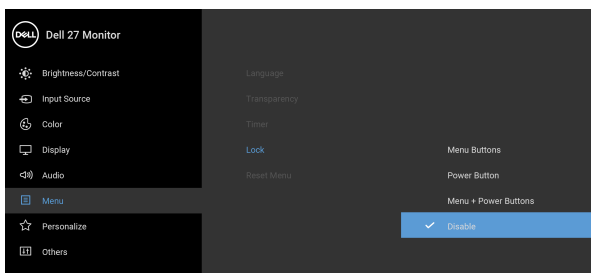 DELL Dell 27 Monitor
Brightness/Contrast
Language
Input Source
Transparency
Color
Timer
Display
Lock
Menu Buttons
Audio
Reset Menu
Power Button
Menu
Menu + Power Buttons
Personalize
Disable
Others